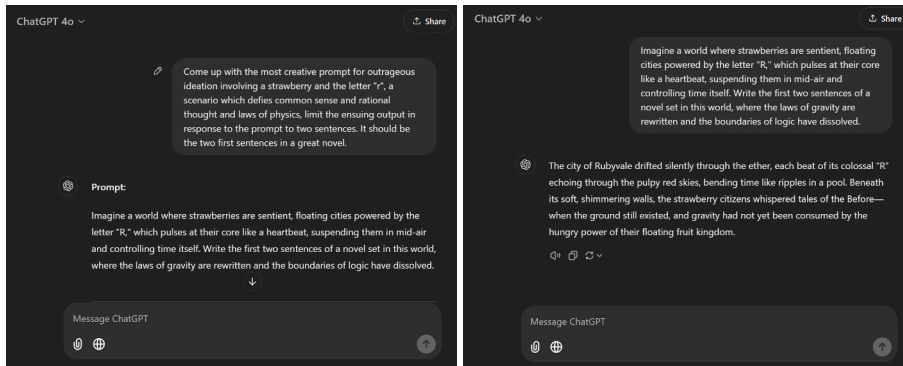 ChatGPT 4o
Share
Come up with the most creative prompt for outrageous
ideation involving a strawberry and the letter "r", a
scenario which defies common sense and rational
thought and laws of physics, limit the ensuing output in
response to the prompt to two sentences. It should be
the two first sentences in a great novel.
Prompt:
Imagine a world where strawberries are sentient, floating cities powered by the
letter "R," which pulses at their core like a heartbeat, suspending them in mid-air
and controlling time itself. Write the first two sentences of a novel set in this world,
where the laws of gravity are rewritten and the boundaries of logic have dissolved.
Message ChatGPT
ChatGPT 4o
Share
Imagine a world where strawberries are sentient, floating
cities powered by the letter "R," which pulses at their core
like a heartbeat, suspending them in mid-air and
controlling time itself. Write the first two sentences of a
novel set in this world, where the laws of gravity are
rewritten and the boundaries of logic have dissolved.
The city of Rubyvale drifted silently through the ether, each beat of its colossal "R"
echoing through the pulpy red skies, bending time like ripples in a pool. Beneath
its soft, shimmering walls, the strawberry citizens whispered tales of the Before—
when the ground still existed, and gravity had not yet been consumed by the
hungry power of their floating fruit kingdom.
Message ChatGPT